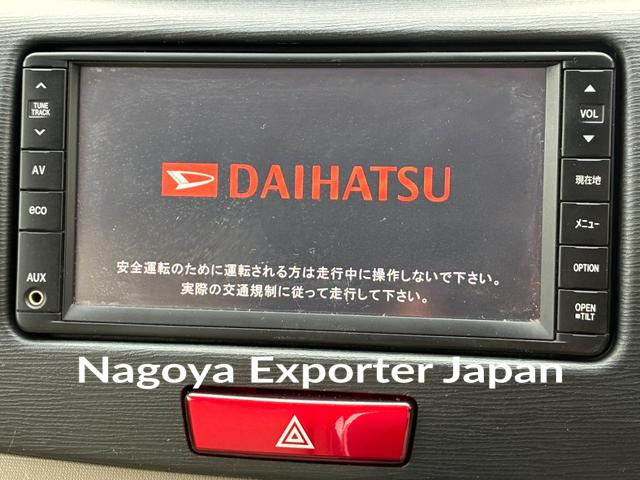 TUNE
TRACK
AV
eco
AUX
DAIHATSU
安全運転のために運転される方は走行中に操作しないで下さい。
実際の交通規制に従って走行して下さい。
VOL
現在地
メニュー
OPTION
OPEN
TILT
Nagoya Exporter Japan